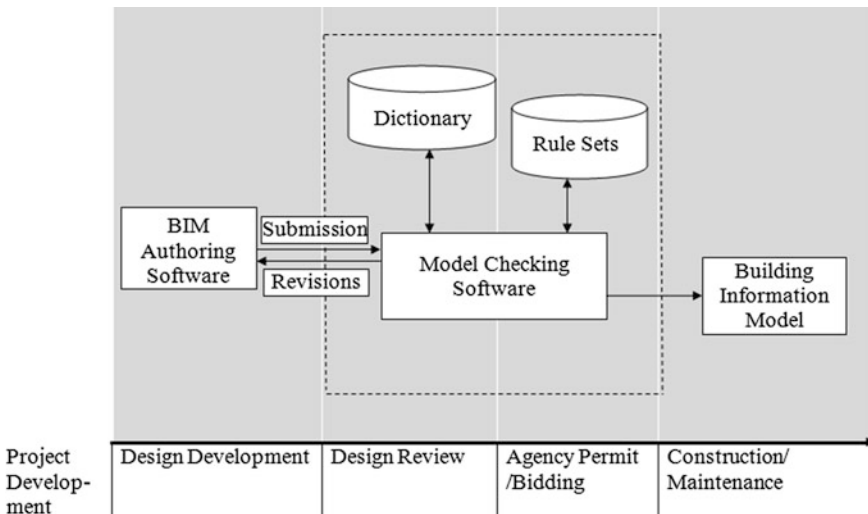 Dictionary
Rule Sets
BIM
Authoring
Software
Submission
Revisions
Model Checking
Software
Building
Information
Model
Project
Develop-
ment
Design Development
Design Review
Agency Permit
/Bidding
Construction/
Maintenance